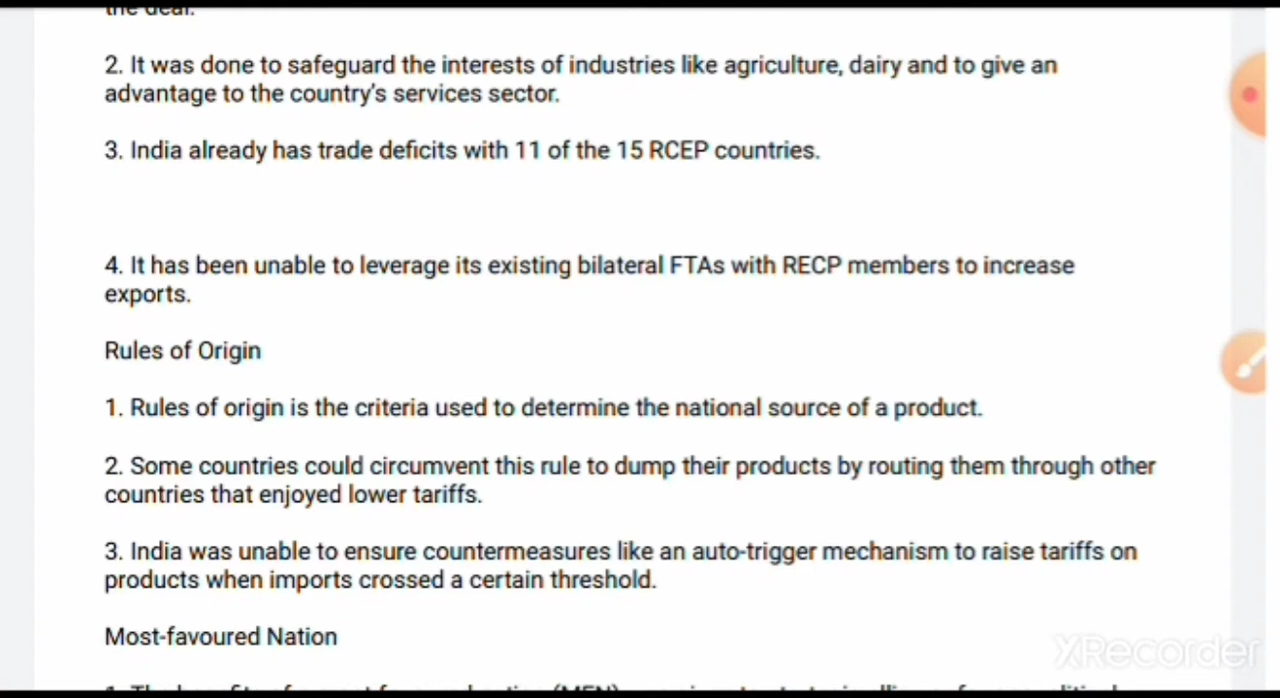 the deal.
2. It was done to safeguard the interests of industries like agriculture, dairy and to give an
advantage to the country's services sector.
3. India already has trade deficits with 11 of the 15 RCEP countries.
4. It has been unable to leverage its existing bilateral FTAs with RECP members to increase
exports.
Rules of Origin
1. Rules of origin is the criteria used to determine the national source of a product.
2. Some countries could circumvent this rule to dump their products by routing them through other
countries that enjoyed lower tariffs.
3. India was unable to ensure countermeasures like an auto-trigger mechanism to raise tariffs on
products when imports crossed a certain threshold.
Most-favoured Nation
XRecorder